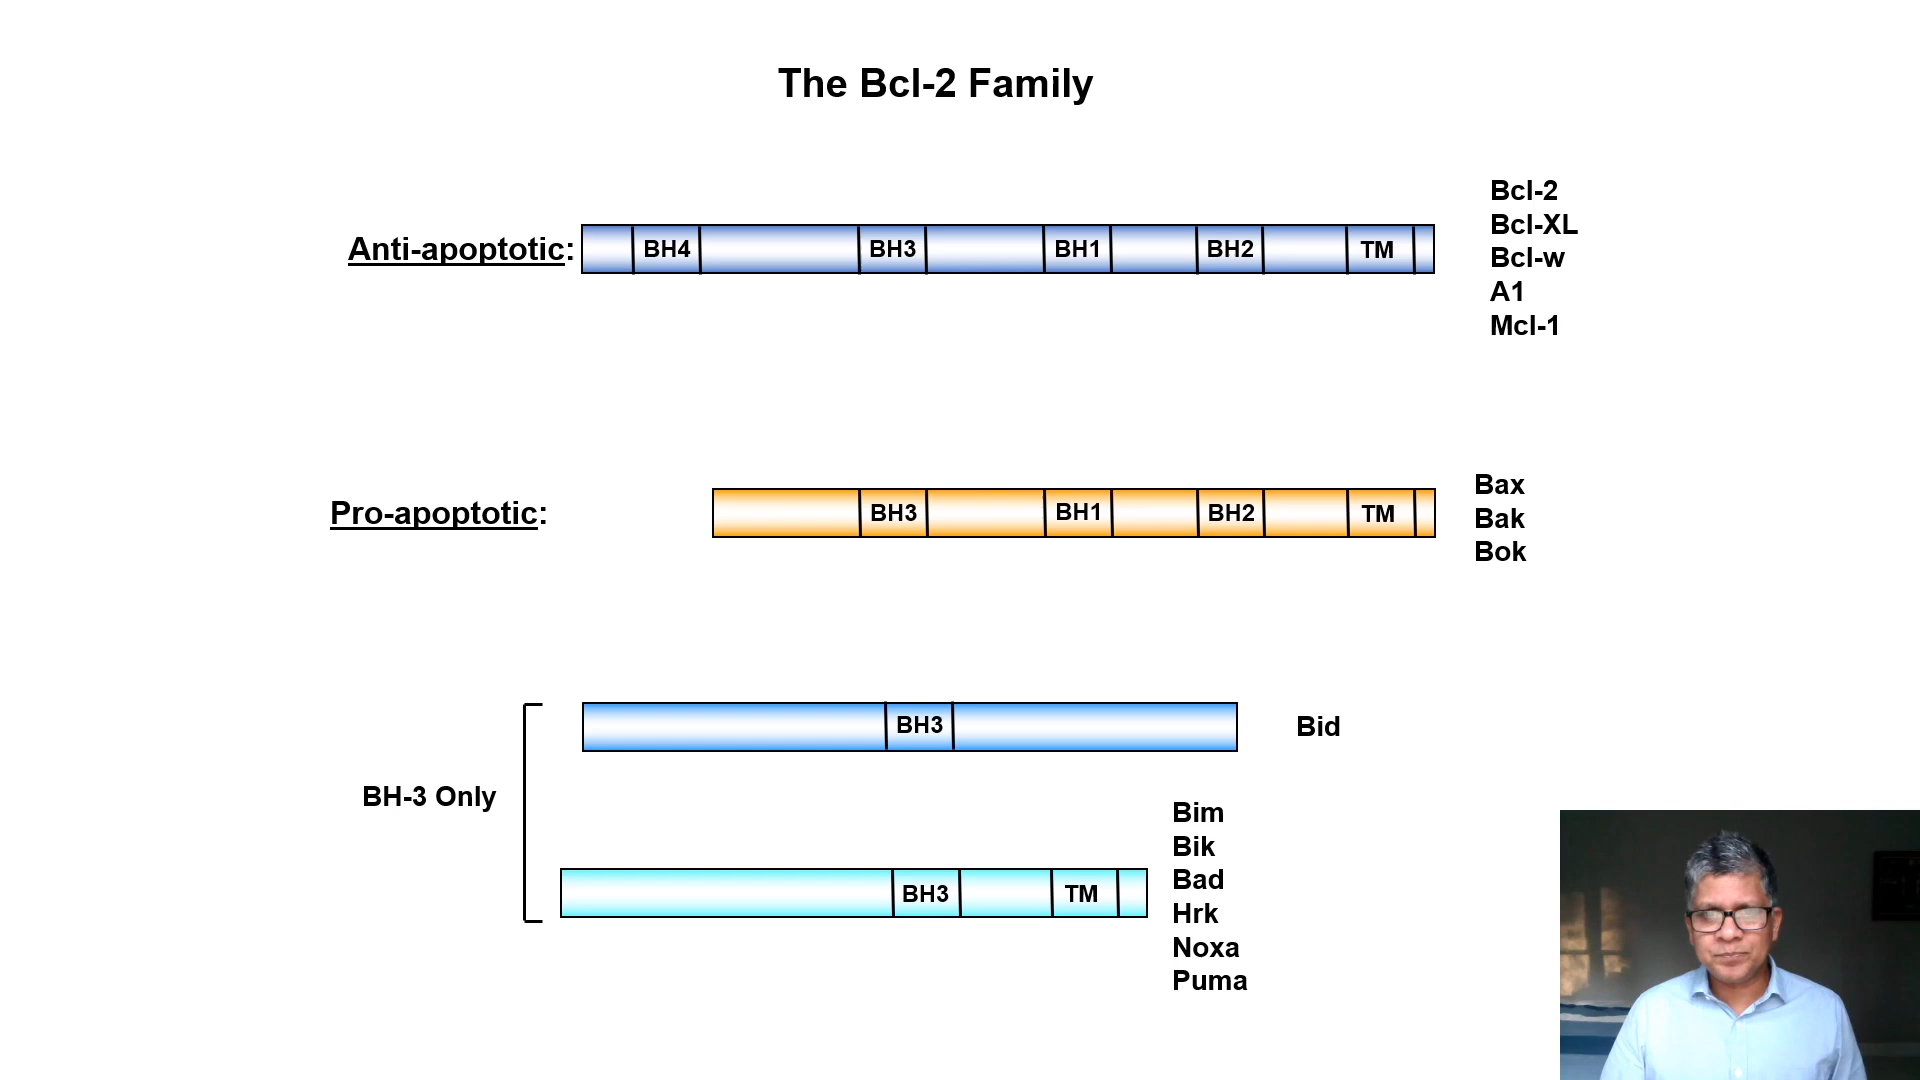 The Bcl-2 Family
Anti-apoptotic:
BH4 BH3 BH1 BH2 TM
Bcl-2
Bcl-XL
Bcl-w
A1
Mcl-1
Pro-apoptotic:
BH3 BH1 BH2 TM
Bax
Bak
Bok
BH-3 Only
BH3
Bid
BH3 TM
Bim
Bik
Bad
Hrk
Noxa
Puma